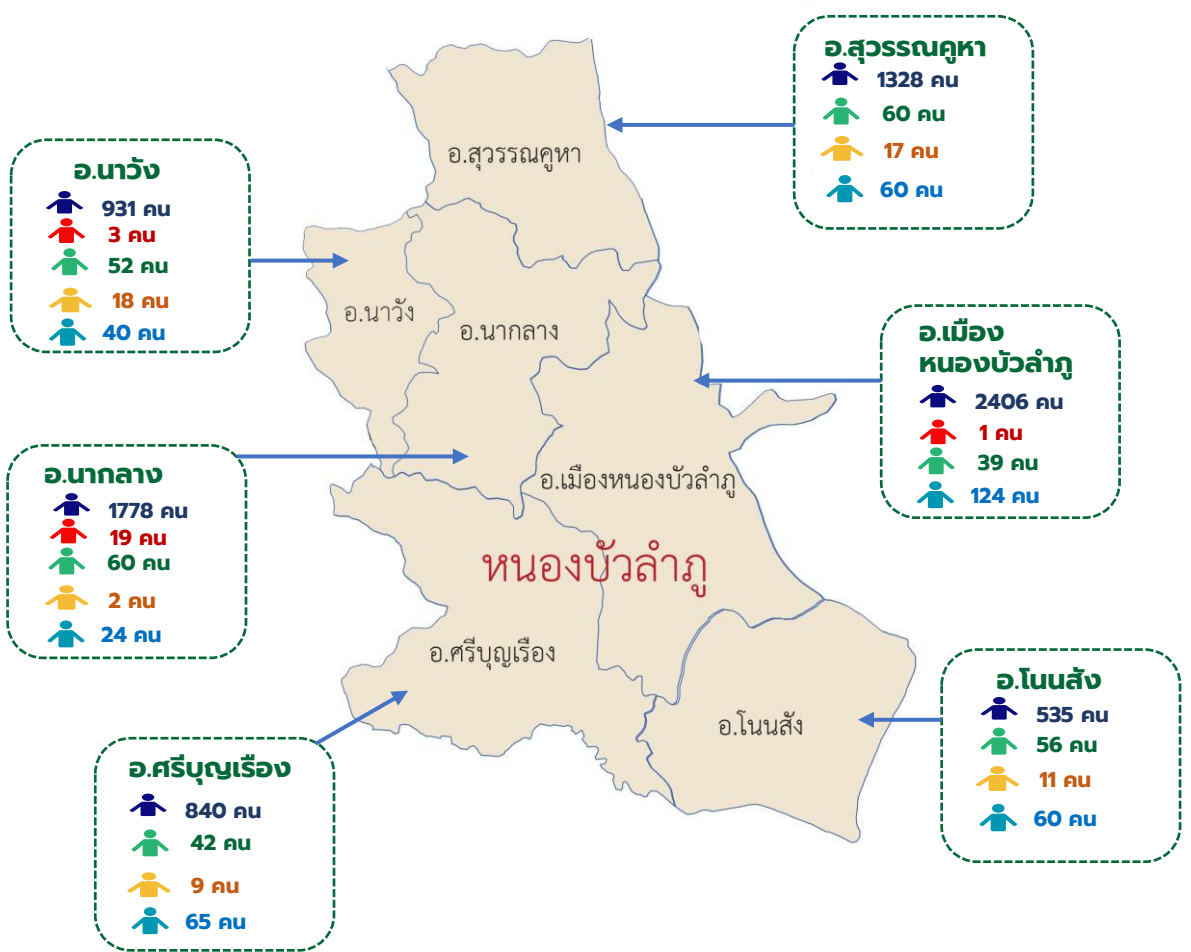 อ.สุวรรณคูหา
1328 คน
60 คน
17 คน
60 คน
อ.นาวัง
931 คน
3 คน
52 คน
18 คน
40 คน
อ.เมือง
หนองบัวลำภู
2406 คน
1 คน
39 คน
124 คน
อ.นากลาง
1778 คน
19 คน
60 คน
2 คน
24 คน
อ.โนนสัง
535 คน
56 คน
11 คน
60 คน
อ.ศรีบุญเรือง
840 คน
42 คน
9 คน
65 คน
อ.สุวรรณคูหา
อ.นาวัง
อ.นากลาง
อ.เมืองหนองบัวลำภู
หนองบัวลำภู
อ.ศรีบุญเรือง
อ.โนนสัง